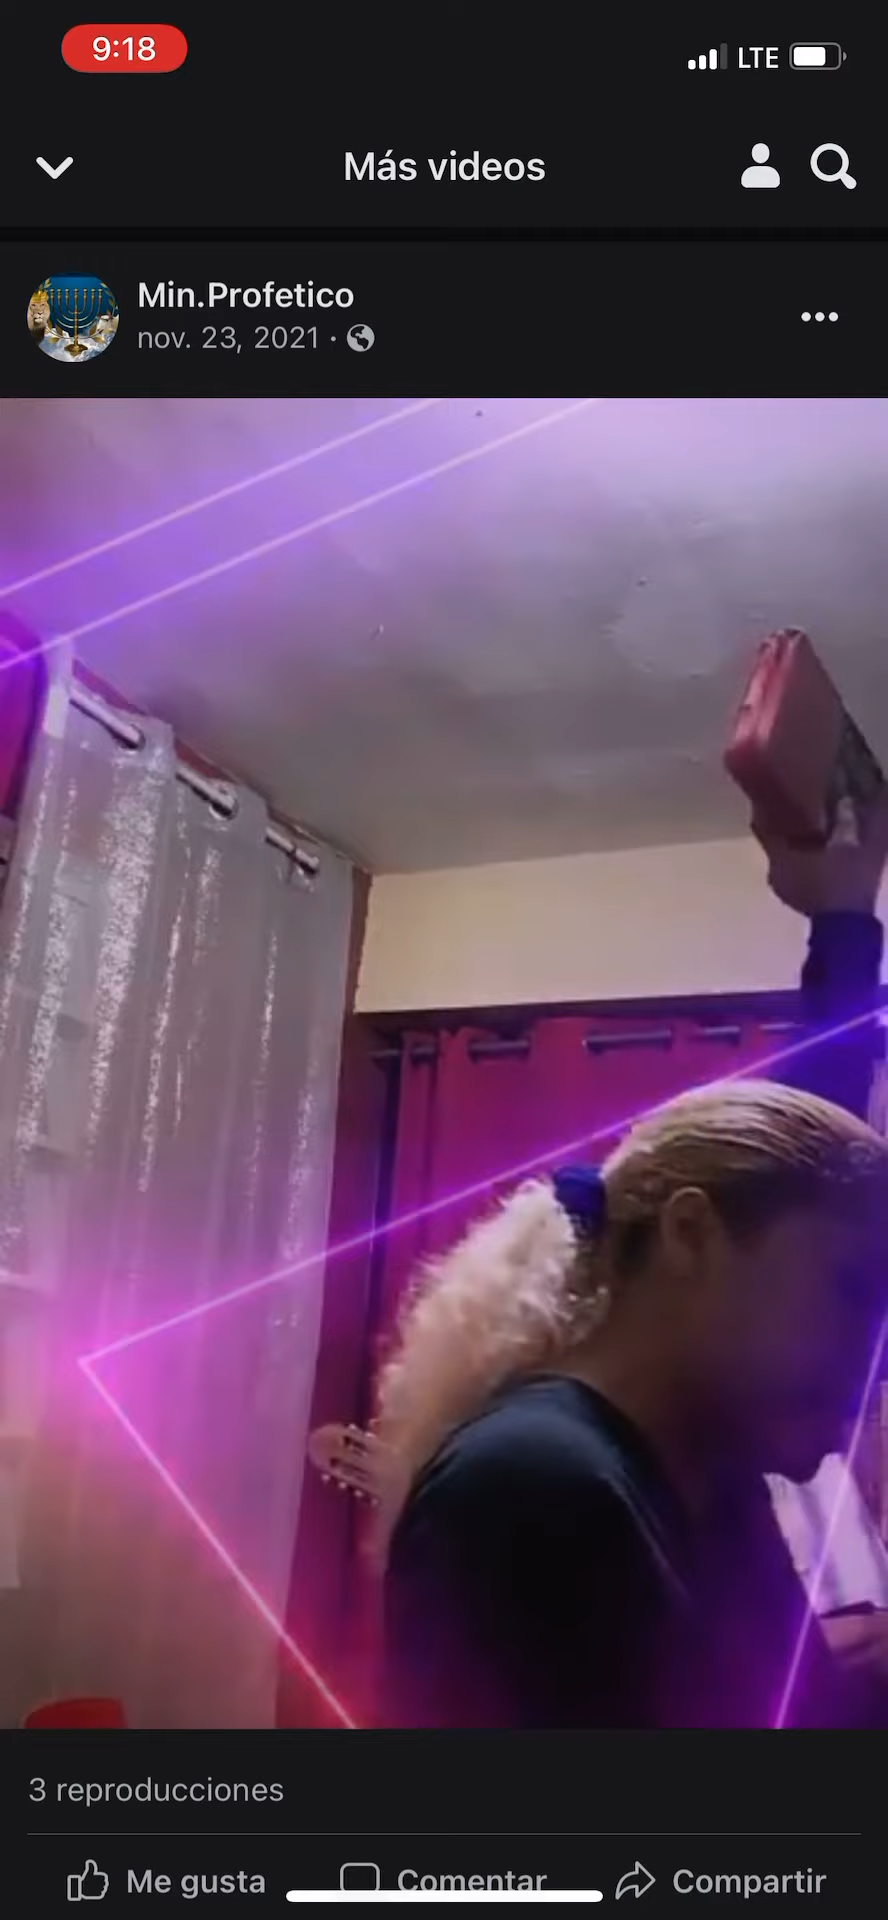 9:18
LTE
Más videos
Min.Profetico
nov. 23, 2021 ·
3 reproducciones
Me gusta
Comentar
Compartir